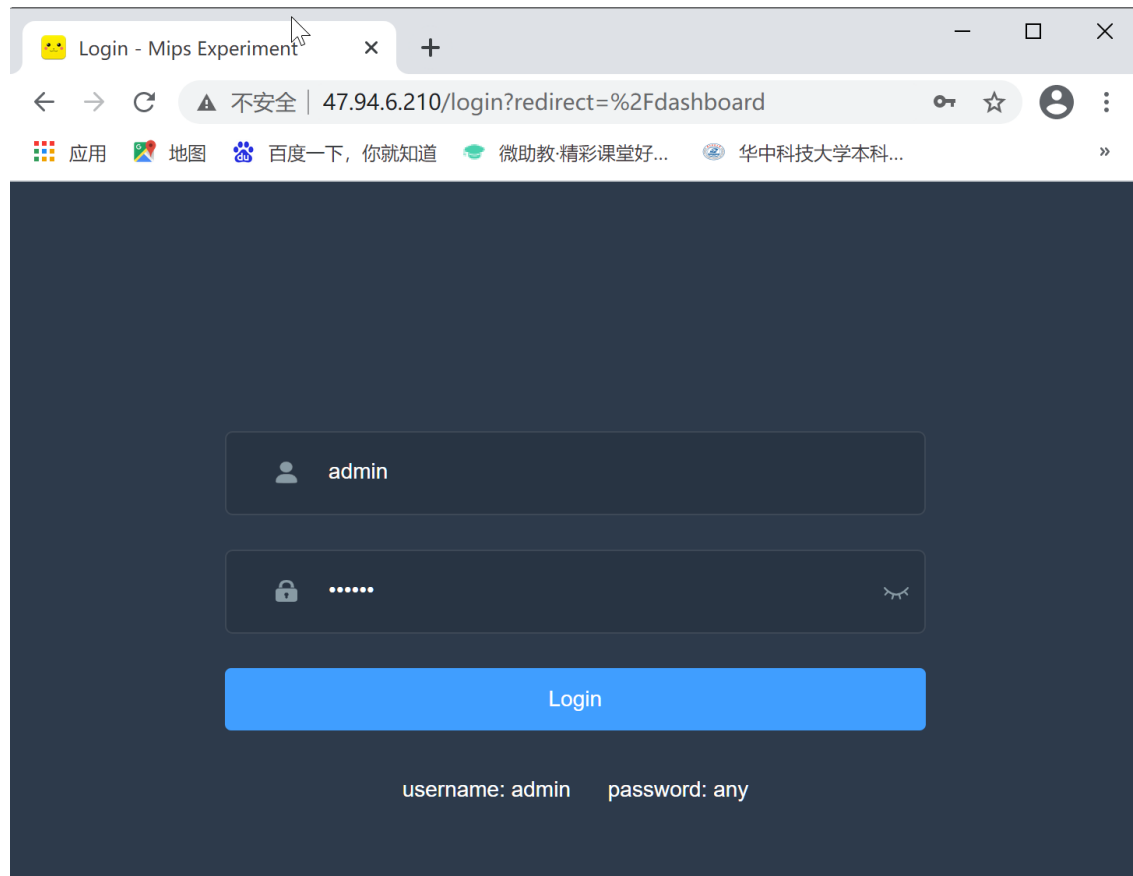 Login - Mips Experiment
不安全 47.94.6.210/login?redirect=%2Fdashboard
应用 地图 百度一下，你就知道 微助教·精彩课堂好... 华中科技大学本科... »
admin
••••••
Login
username: admin password: any